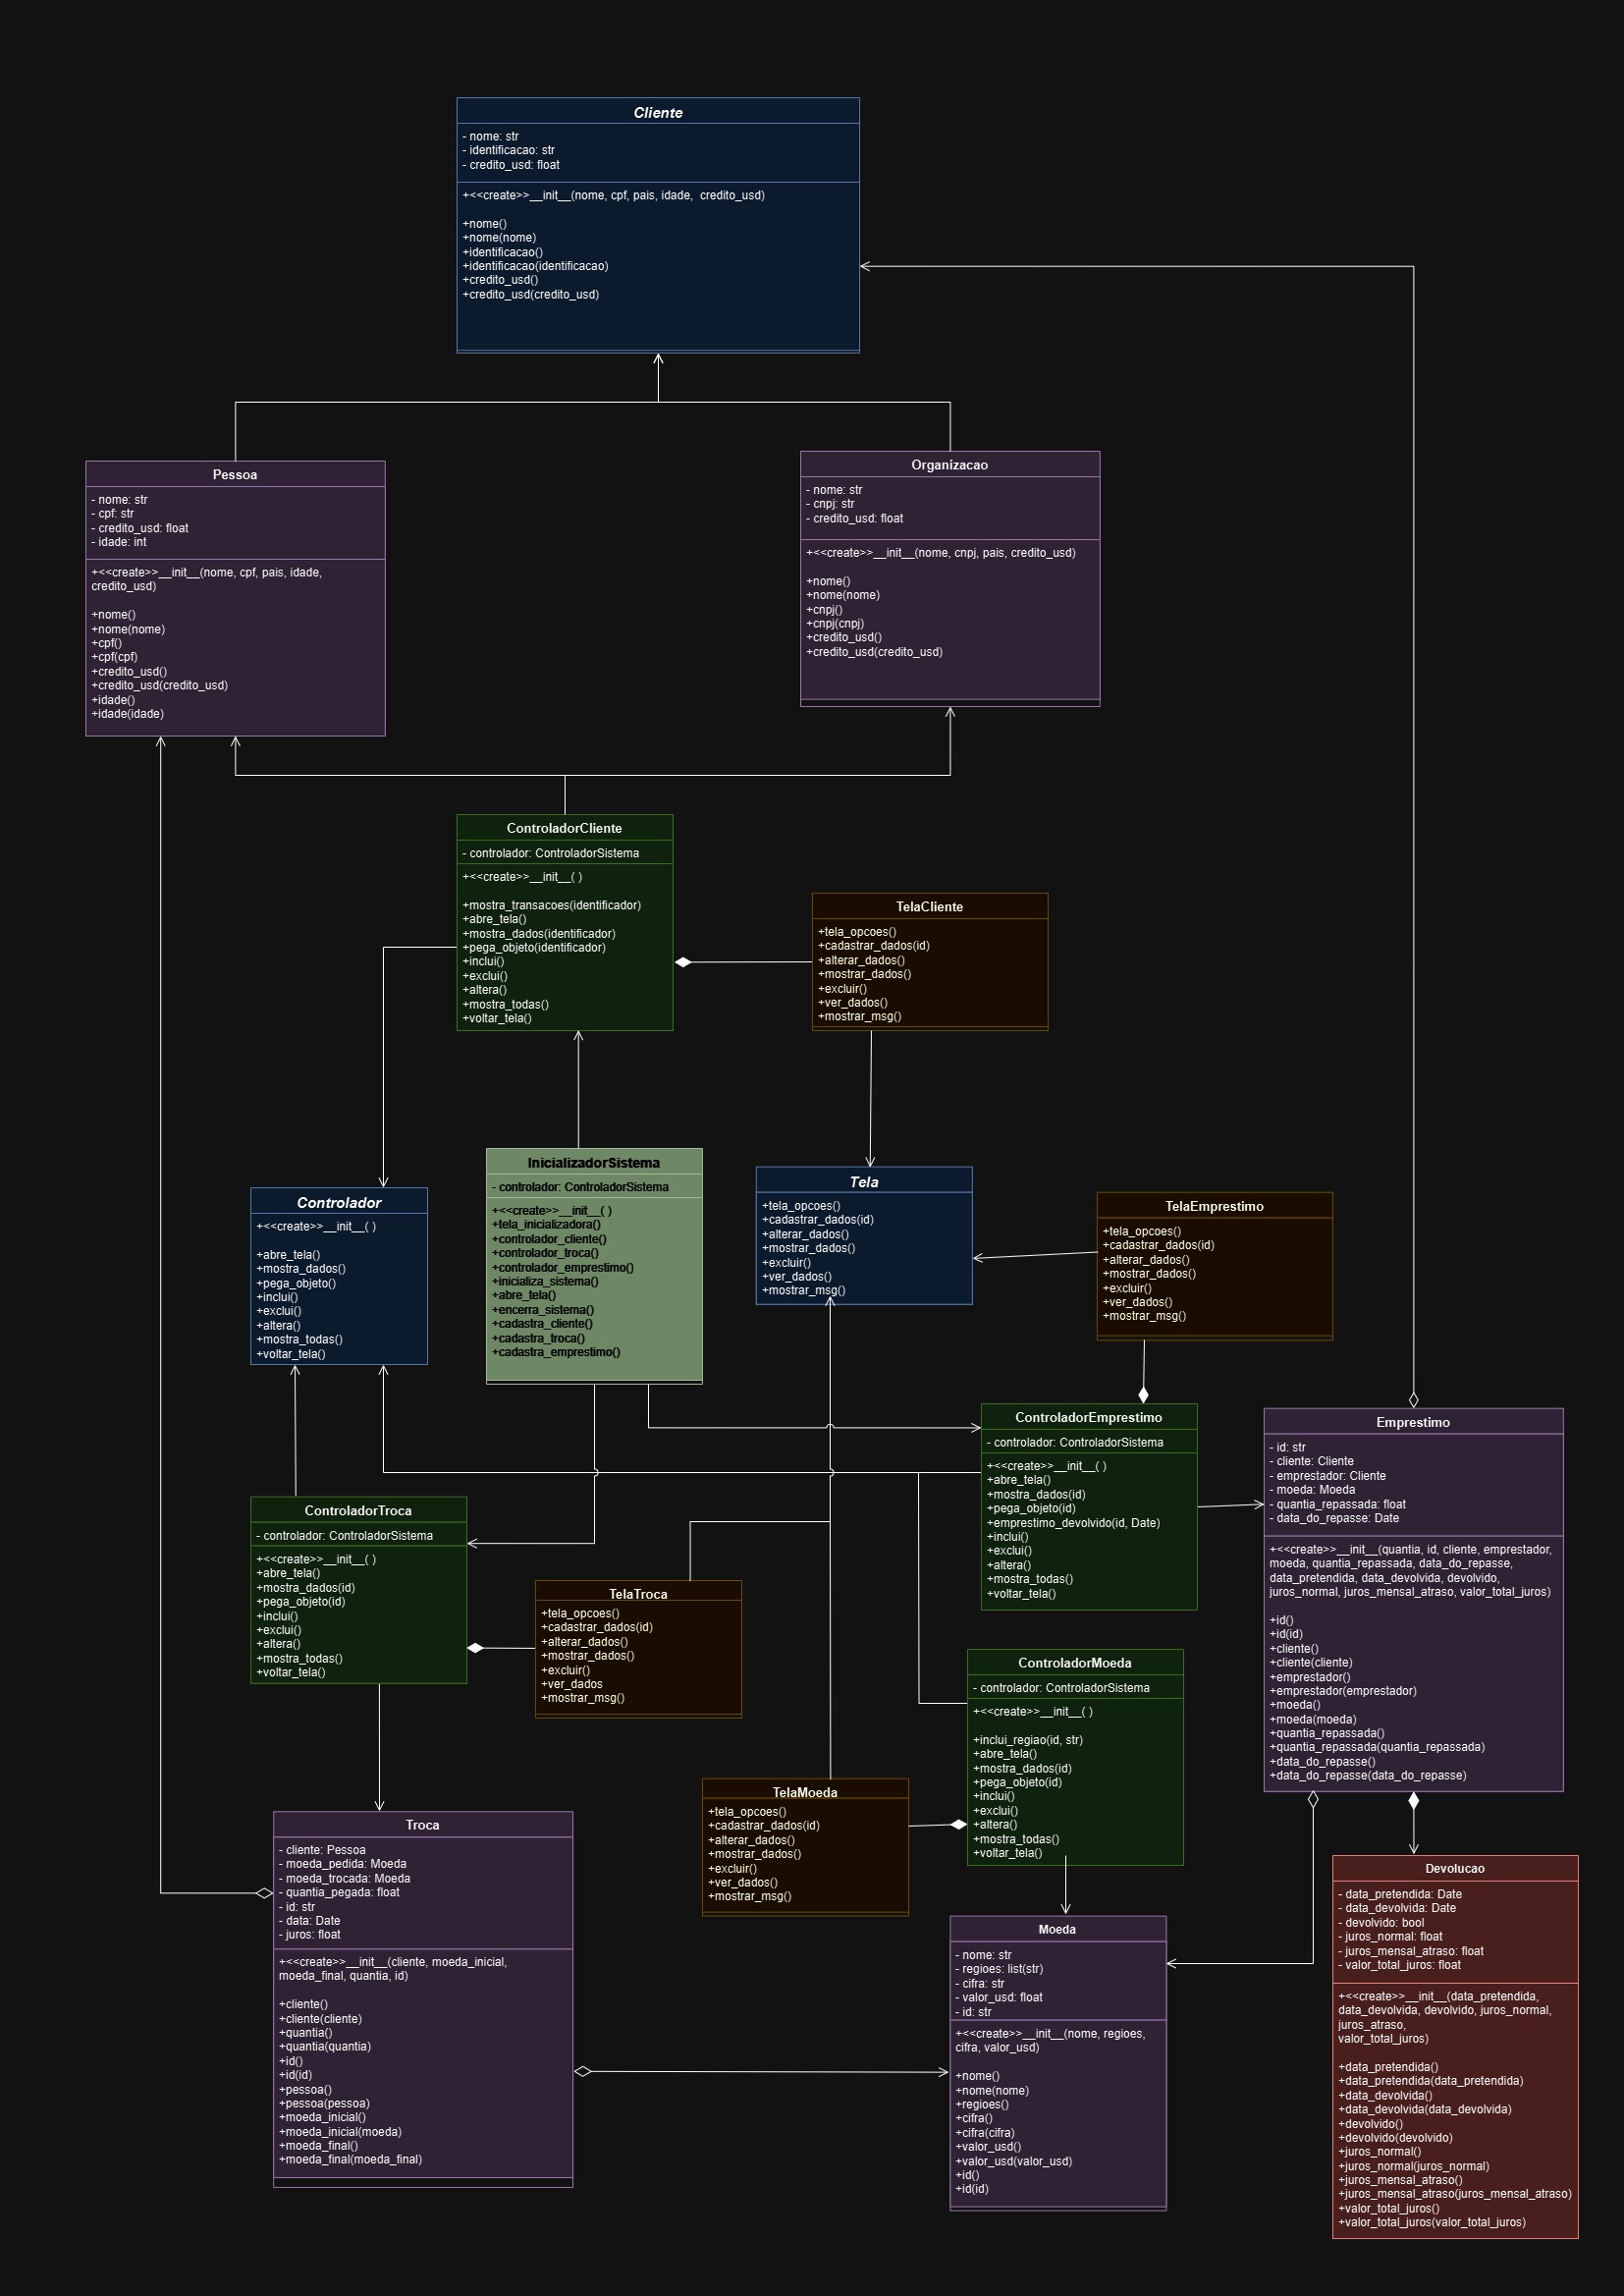 Cliente
- nome: str
- identificacao: str
- credito_usd: float
+<<create>>__init__(nome, cpf, pais, idade,  credito_usd)
+nome()
+nome(nome)
+identificacao()
+identificacao(identificacao)
+credito_usd()
+credito_usd(credito_usd)
Pessoa
- nome: str
- cpf: str
- credito_usd: float
- idade: int
+<<create>>__init__(nome, cpf, pais, idade,
credito_usd)
+nome()
+nome(nome)
+cpf()
+cpf(cpf)
+credito_usd()
+credito_usd(credito_usd)
+idade()
+idade(idade)
Organizacao
- nome: str
- cnpj: str
- credito_usd: float
+<<create>>__init__(nome, cnpj, pais, credito_usd)
+nome()
+nome(nome)
+cnpj()
+cnpj(cnpj)
+credito_usd()
+credito_usd(credito_usd)
ControladorCliente
- controlador: ControladorSistema
+<<create>>__init__( )
+mostra_transacoes(identificador)
+abre_tela()
+mostra_dados(identificador)
+pega_objeto(identificador)
+inclui()
+exclui()
+altera()
+mostra_todas()
+voltar_tela()
TelaCliente
+tela_opcoes()
+cadastrar_dados(id)
+alterar_dados()
+mostrar_dados()
+excluir()
+ver_dados()
+mostrar_msg()
Controlador
+<<create>>__init__( )
+abre_tela()
+mostra_dados()
+pega_objeto()
+inclui()
+exclui()
+altera()
+mostra_todas()
+voltar_tela()
InicializadorSistema
- controlador: ControladorSistema
+<<create>>__init__( )
+tela_inicializadora()
+controlador_cliente()
+controlador_troca()
+controlador_emprestimo()
+inicializa_sistema()
+abre_tela()
+encerra_sistema()
+cadastra_cliente()
+cadastra_troca()
+cadastra_emprestimo()
Tela
+tela_opcoes()
+cadastrar_dados(id)
+alterar_dados()
+mostrar_dados()
+excluir()
+ver_dados()
+mostrar_msg()
TelaEmprestimo
+tela_opcoes()
+cadastrar_dados(id)
+alterar_dados()
+mostrar_dados()
+excluir()
+ver_dados()
+mostrar_msg()
ControladorEmprestimo
- controlador: ControladorSistema
+<<create>>__init__( )
+abre_tela()
+mostra_dados(id)
+pega_objeto(id)
+emprestimo_devolvido(id, Date)
+inclui()
+exclui()
+altera()
+mostra_todas()
+voltar_tela()
Emprestimo
- id: str
- cliente: Cliente
- emprestador: Cliente
- moeda: Moeda
- quantia_repassada: float
- data_do_repasse: Date
+<<create>>__init__(quantia, id, cliente, emprestador,
moeda, quantia_repassada, data_do_repasse,
data_pretendida, data_devolvida, devolvido,
juros_normal, juros_mensal_atraso, valor_total_juros)
+id()
+id(id)
+cliente()
+cliente(cliente)
+emprestador()
+emprestador(emprestador)
+moeda()
+moeda(moeda)
+quantia_repassada()
+quantia_repassada(quantia_repassada)
+data_do_repasse()
+data_do_repasse(data_do_repasse)
ControladorTroca
- controlador: ControladorSistema
+<<create>>__init__( )
+abre_tela()
+mostra_dados(id)
+pega_objeto(id)
+inclui()
+exclui()
+altera()
+mostra_todas()
+voltar_tela()
TelaTroca
+tela_opcoes()
+cadastrar_dados(id)
+alterar_dados()
+mostrar_dados()
+excluir()
+ver_dados
+mostrar_msg()
ControladorMoeda
- controlador: ControladorSistema
+<<create>>__init__( )
+inclui_regiao(id, str)
+abre_tela()
+mostra_dados(id)
+pega_objeto(id)
+inclui()
+exclui()
+altera()
+mostra_todas()
+voltar_tela()
TelaMoeda
+tela_opcoes()
+cadastrar_dados(id)
+alterar_dados()
+mostrar_dados()
+excluir()
+ver_dados()
+mostrar_msg()
Troca
- cliente: Pessoa
- moeda_pedida: Moeda
- moeda_trocada: Moeda
- quantia_pegada: float
- id: str
- data: Date
- juros: float
+<<create>>__init__(cliente, moeda_inicial,
moeda_final, quantia, id)
+cliente()
+cliente(cliente)
+quantia()
+quantia(quantia)
+id()
+id(id)
+pessoa()
+pessoa(pessoa)
+moeda_inicial()
+moeda_inicial(moeda)
+moeda_final()
+moeda_final(moeda_final)
Moeda
- nome: str
- regioes: list(str)
- cifra: str
- valor_usd: float
- id: str
+<<create>>__init__(nome, regioes,
cifra, valor_usd)
+nome()
+nome(nome)
+regioes()
+cifra()
+cifra(cifra)
+valor_usd()
+valor_usd(valor_usd)
+id()
+id(id)
Devolucao
- data_pretendida: Date
- data_devolvida: Date
- devolvido: bool
- juros_normal: float
- juros_mensal_atraso: float
- valor_total_juros: float
+<<create>>__init__(data_pretendida,
data_devolvida, devolvido, juros_normal,
juros_atraso,
valor_total_juros)
+data_pretendida()
+data_pretendida(data_pretendida)
+data_devolvida()
+data_devolvida(data_devolvida)
+devolvido()
+devolvido(devolvido)
+juros_normal()
+juros_normal(juros_normal)
+juros_mensal_atraso()
+juros_mensal_atraso(juros_mensal_atraso)
+valor_total_juros()
+valor_total_juros(valor_total_juros)